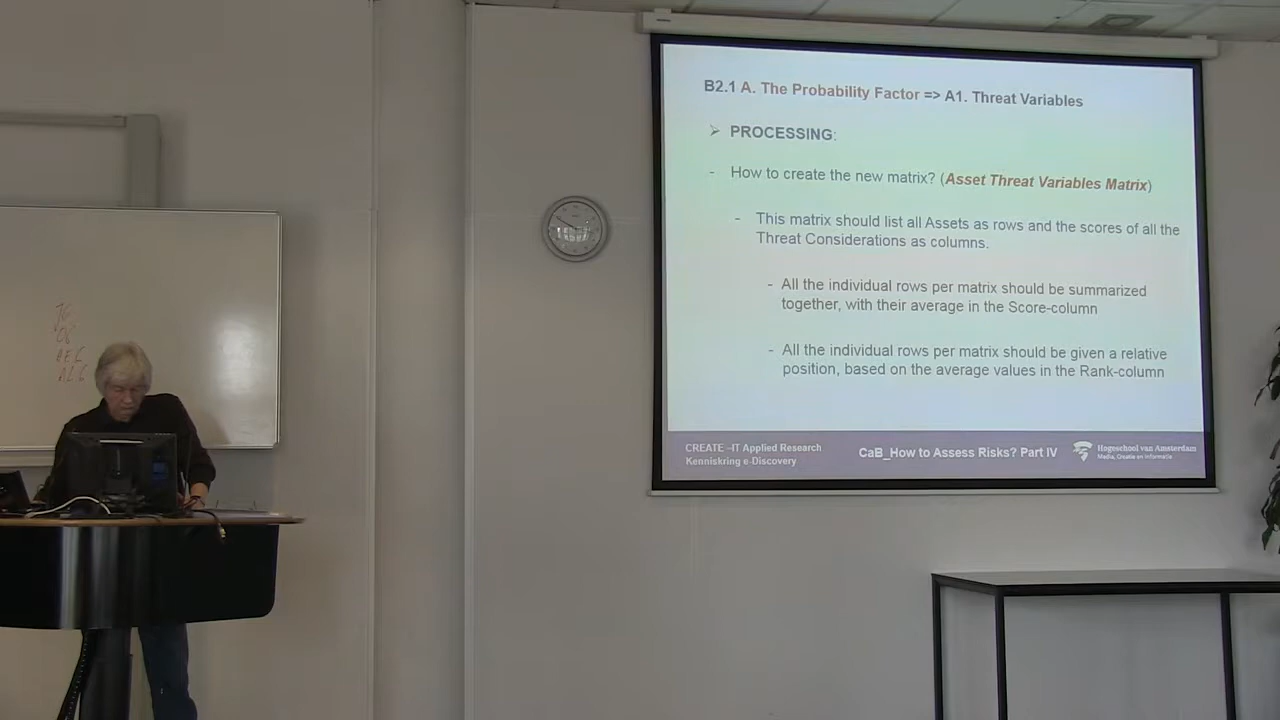 B2.1 A. The Probability Factor => A1. Threat Variables
➢ PROCESSING:
- How to create the new matrix? (Asset Threat Variables Matrix)
- This matrix should list all Assets as rows and the scores of all the
Threat Considerations as columns.
- All the individual rows per matrix should be summarized
together, with their average in the Score-column
- All the individual rows per matrix should be given a relative
position, based on the average values in the Rank-column
CREATE –IT Applied Research
Kenniskring e-Discovery
CaB_How to Assess Risks? Part IV
Hogeschool van Amsterdam
Media, Creatie en Informatie